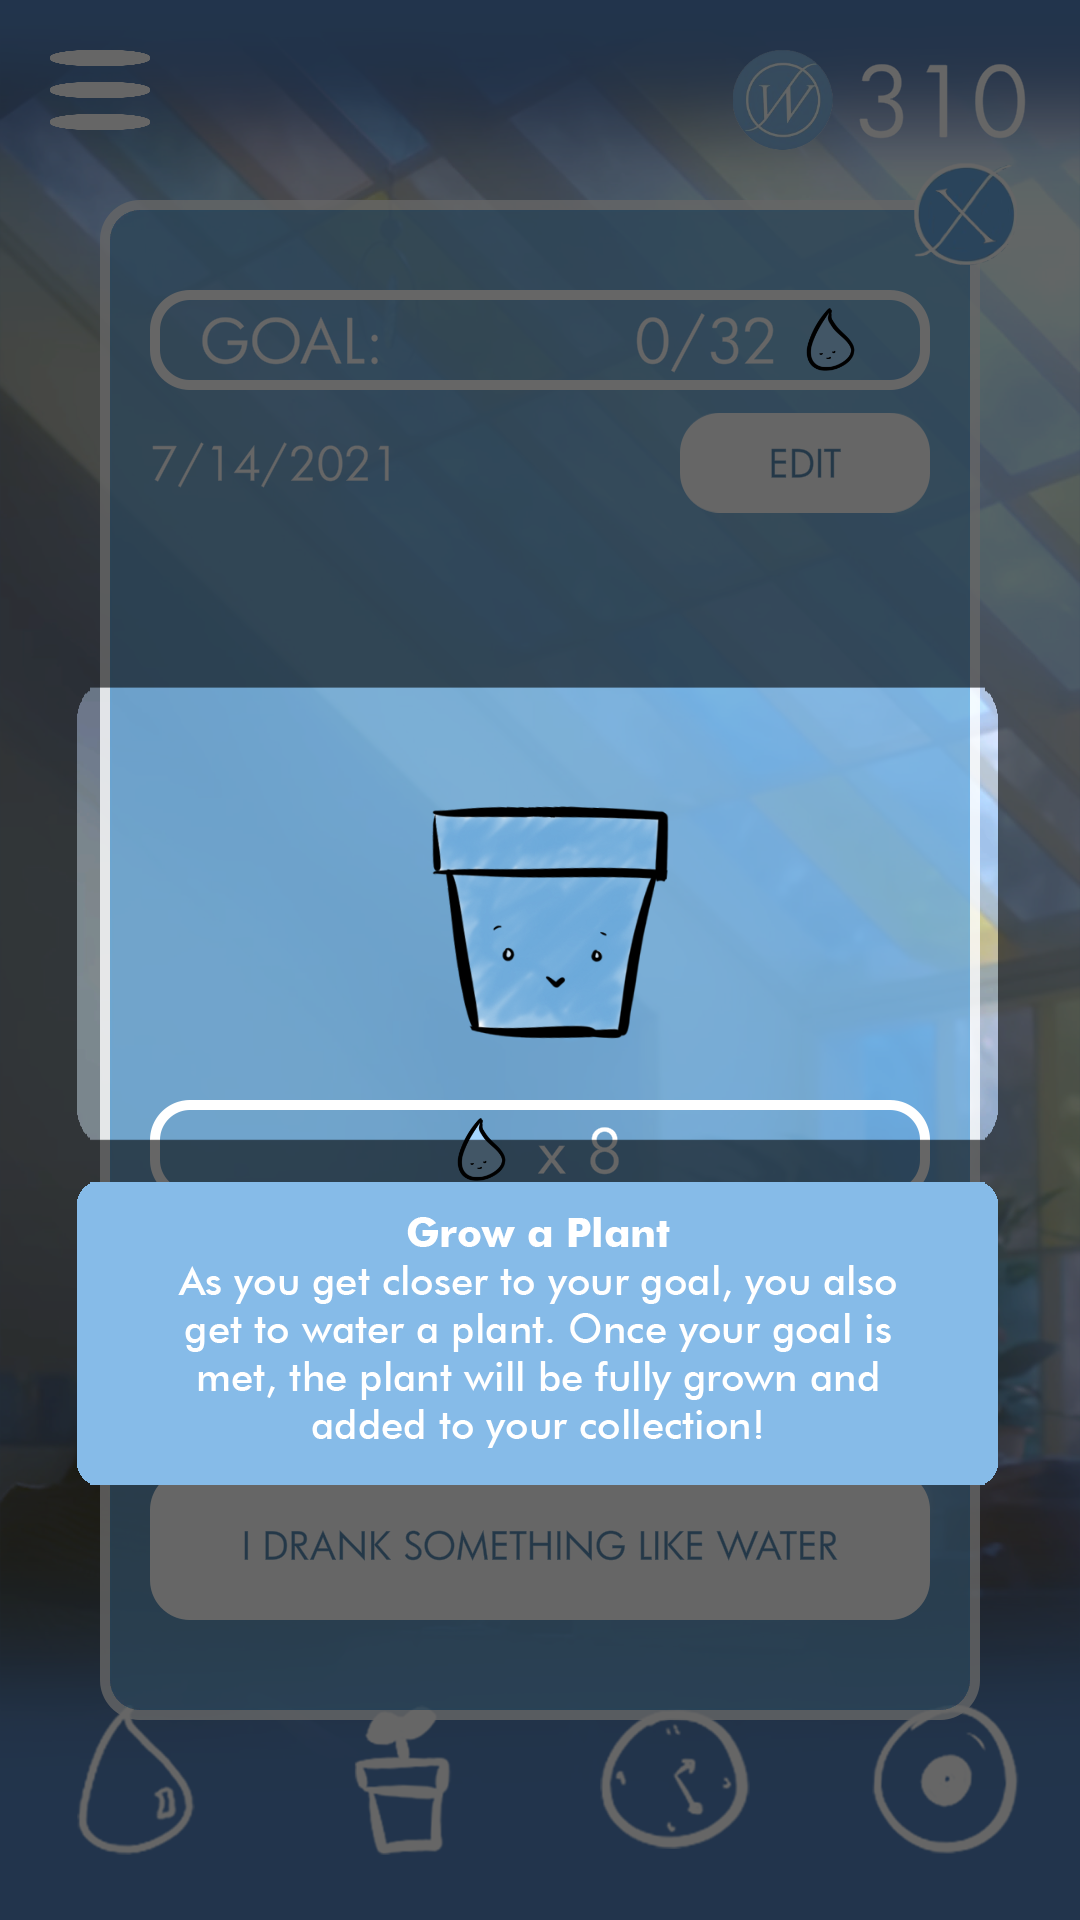 310
GOAL: 0/32
7/14/2021 EDIT
x 8
Grow a Plant
As you get closer to your goal, you also
get to water a plant. Once your goal is
met, the plant will be fully grown and
added to your collection!
I DRANK SOMETHING LIKE WATER